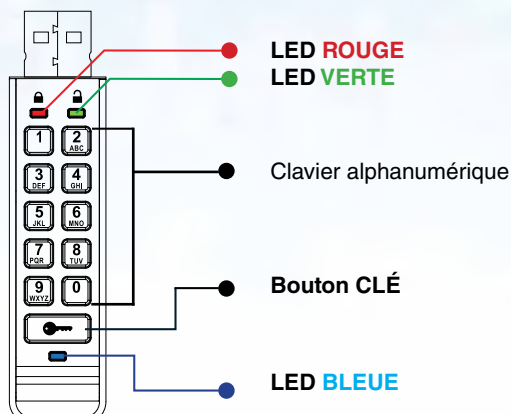 LED ROUGE
LED VERTE
1
2 ABC
Clavier alphanumérique
3 DEF
4 GHI
5 JKL
6 MNO
7 PQR
8 TUV
9 WXYZ
0
Bouton CLÉ
LED BLEUE